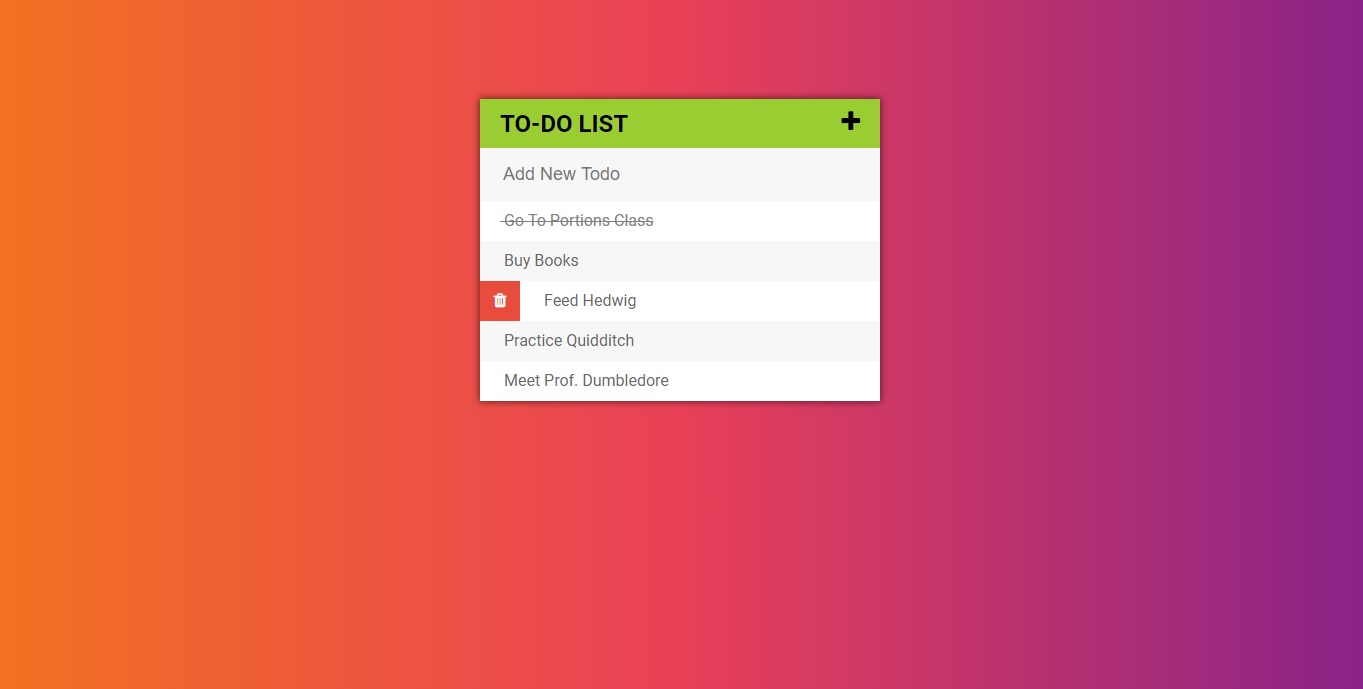 TO-DO LIST
Add New Todo
Go To Portions Class
Buy Books
Feed Hedwig
Practice Quidditch
Meet Prof. Dumbledore